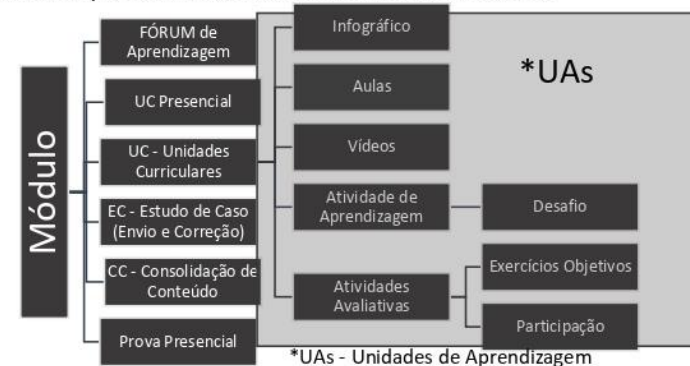 Módulo
FÓRUM de
Aprendizagem
UC Presencial
UC - Unidades
Curriculares
EC - Estudo de Caso
(Envio e Correção)
CC - Consolidação de
Conteúdo
Prova Presencial
Infográfico
Aulas
Vídeos
Atividade de
Aprendizagem
Atividades
Avaliativas
*UAs
Desafio
Exercícios Objetivos
Participação
*UAs - Unidades de Aprendizagem